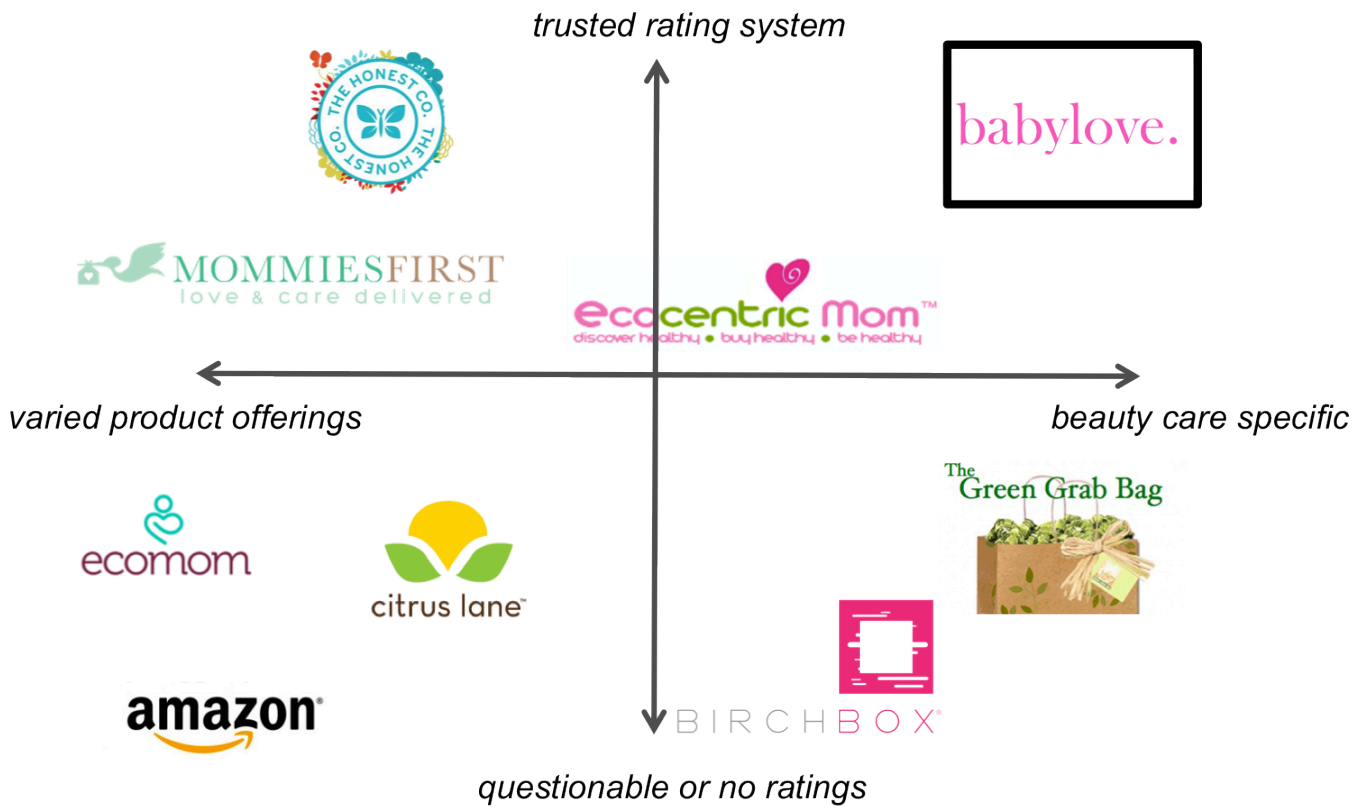 trusted rating system
THE HONEST CO. THE HONEST CO.
babylove.
MOMMIESFIRST
love & care delivered
ecocentric Mom™
discover healthy • buy healthy • be healthy
varied product offerings
beauty care specific
The
Green Grab Bag
ecomom
citrus lane™
amazon®
BIRCHBOX®
questionable or no ratings